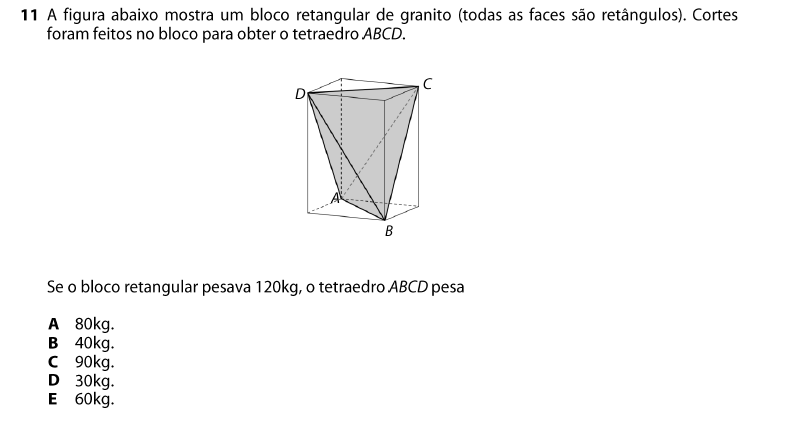 11 A figura abaixo mostra um bloco retangular de granito (todas as faces são retângulos). Cortes
foram feitos no bloco para obter o tetraedro ABCD.
D
C
A
B
Se o bloco retangular pesava 120kg, o tetraedro ABCD pesa
A 80kg.
B 40kg.
C 90kg.
D 30kg.
E 60kg.